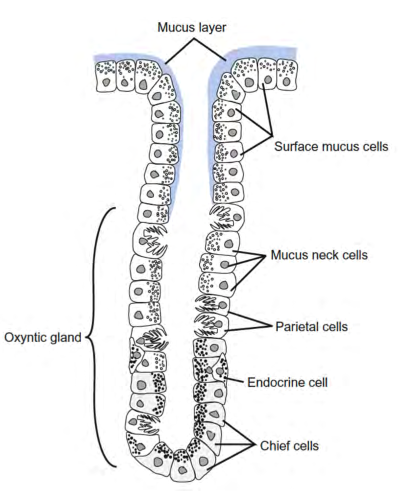 Mucus layer
Surface mucus cells
Mucus neck cells
Parietal cells
Oxyntic gland
Endocrine cell
Chief cells